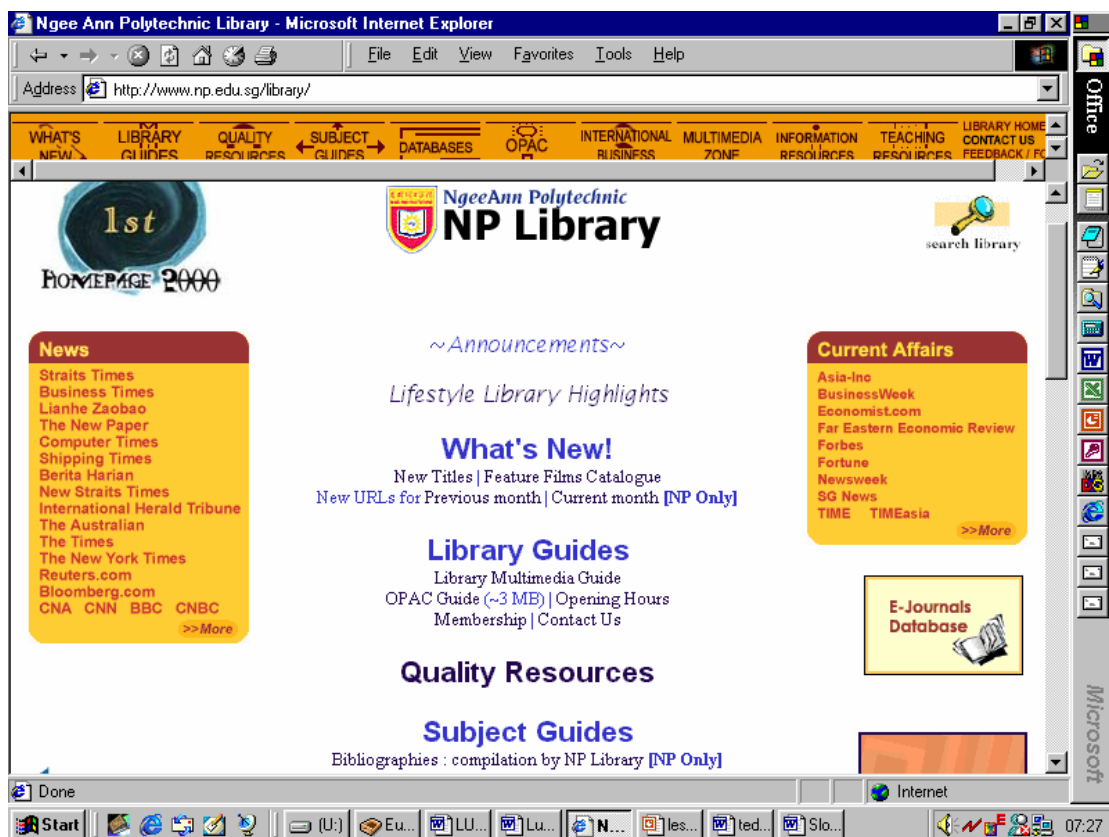 Ngee Ann Polytechnic Library - Microsoft Internet Explorer
File Edit View Favorites Tools Help
Address http://www.np.edu.sg/library/
Office
WHAT'S NEW
LIBRARY GUIDES
QUALITY RESOURCES
SUBJECT GUIDES
DATABASES
OPAC
INTERNATIONAL BUSINESS
MULTIMEDIA ZONE
INFORMATION RESOURCES
TEACHING RESOURCES
LIBRARY HOME
CONTACT US
FEEDBACK / FO
1st
HOMEPAGE 2000
NgeeAnn Polytechnic
NP Library
search library
News
Straits Times
Business Times
Lianhe Zaobao
The New Paper
Computer Times
Shipping Times
Berita Harian
New Straits Times
International Herald Tribune
The Australian
The Times
The New York Times
Reuters.com
Bloomberg.com
CNA CNN BBC CNBC
>>More
~Announcements~
Lifestyle Library Highlights
What's New!
New Titles | Feature Films Catalogue
New URLs for Previous month | Current month [NP Only]
Library Guides
Library Multimedia Guide
OPAC Guide (~3 MB) | Opening Hours
Membership | Contact Us
Quality Resources
Subject Guides
Bibliographies : compilation by NP Library [NP Only]
Current Affairs
Asia-Inc
BusinessWeek
Economist.com
Far Eastern Economic Review
Forbes
Fortune
Newsweek
SG News
TIME TIMEasia
>>More
E-Journals
Database
Microsoft
Done
Internet
Start (U:) Eu... LU... Lu... N... les... ted... Slo... 07:27